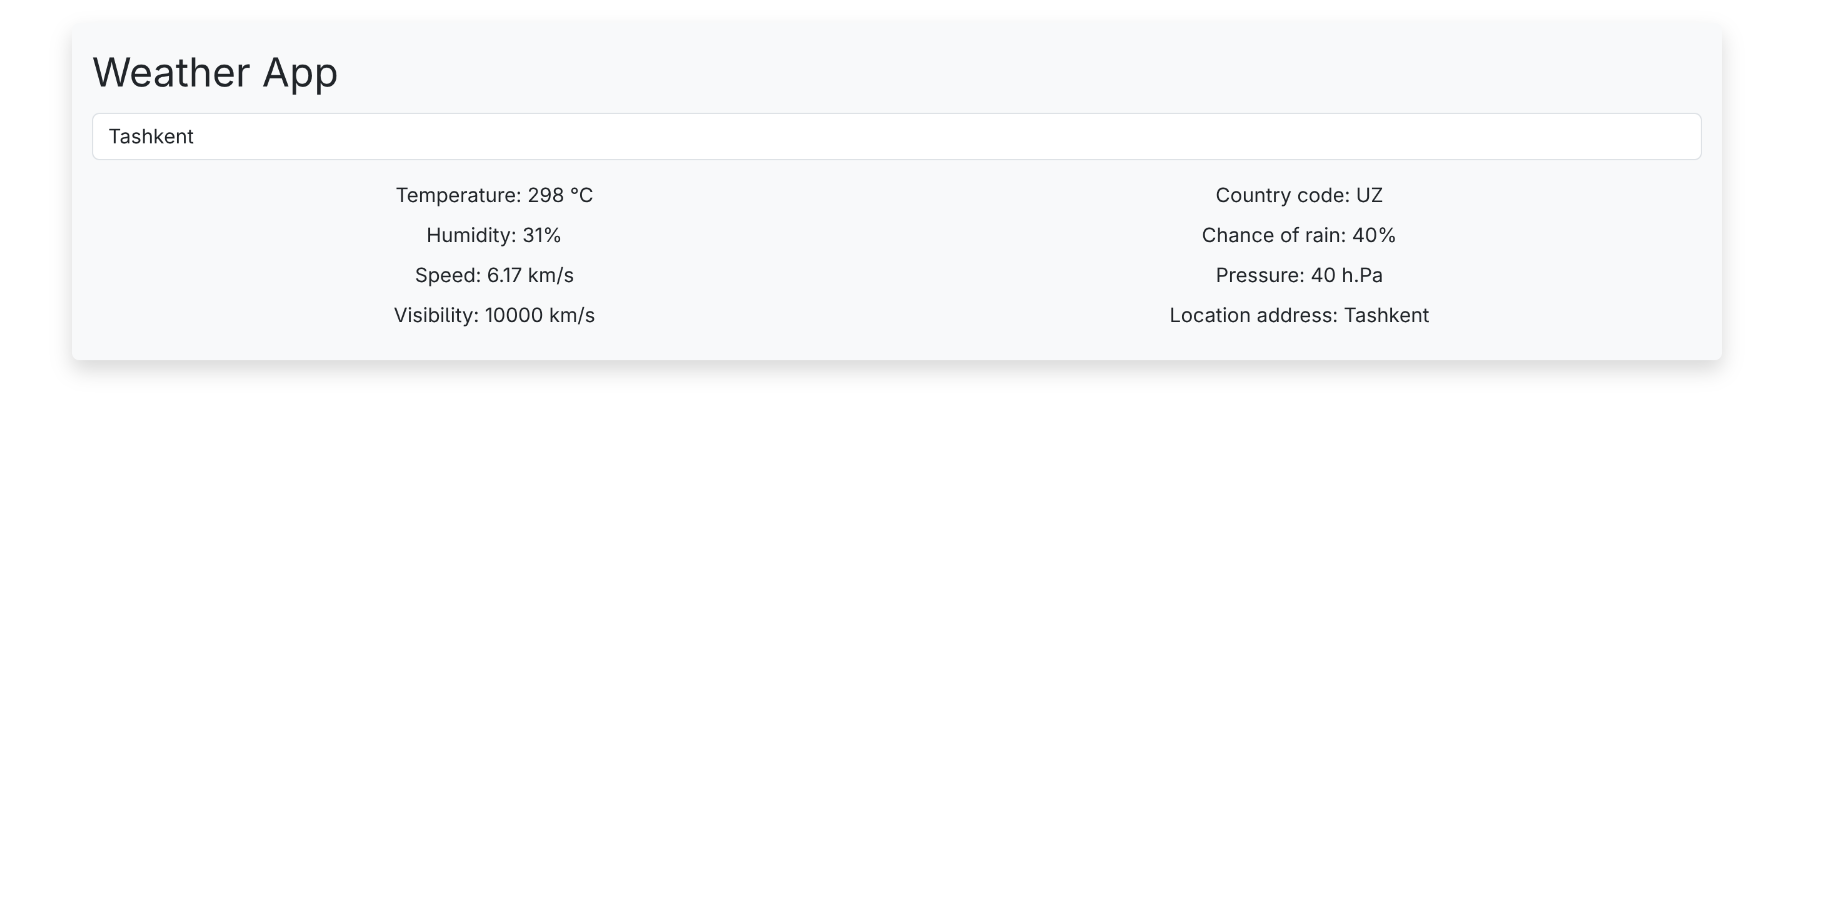 Weather App
Tashkent
Temperature: 298 °C
Country code: UZ
Humidity: 31%
Chance of rain: 40%
Speed: 6.17 km/s
Pressure: 40 h.Pa
Visibility: 10000 km/s
Location address: Tashkent